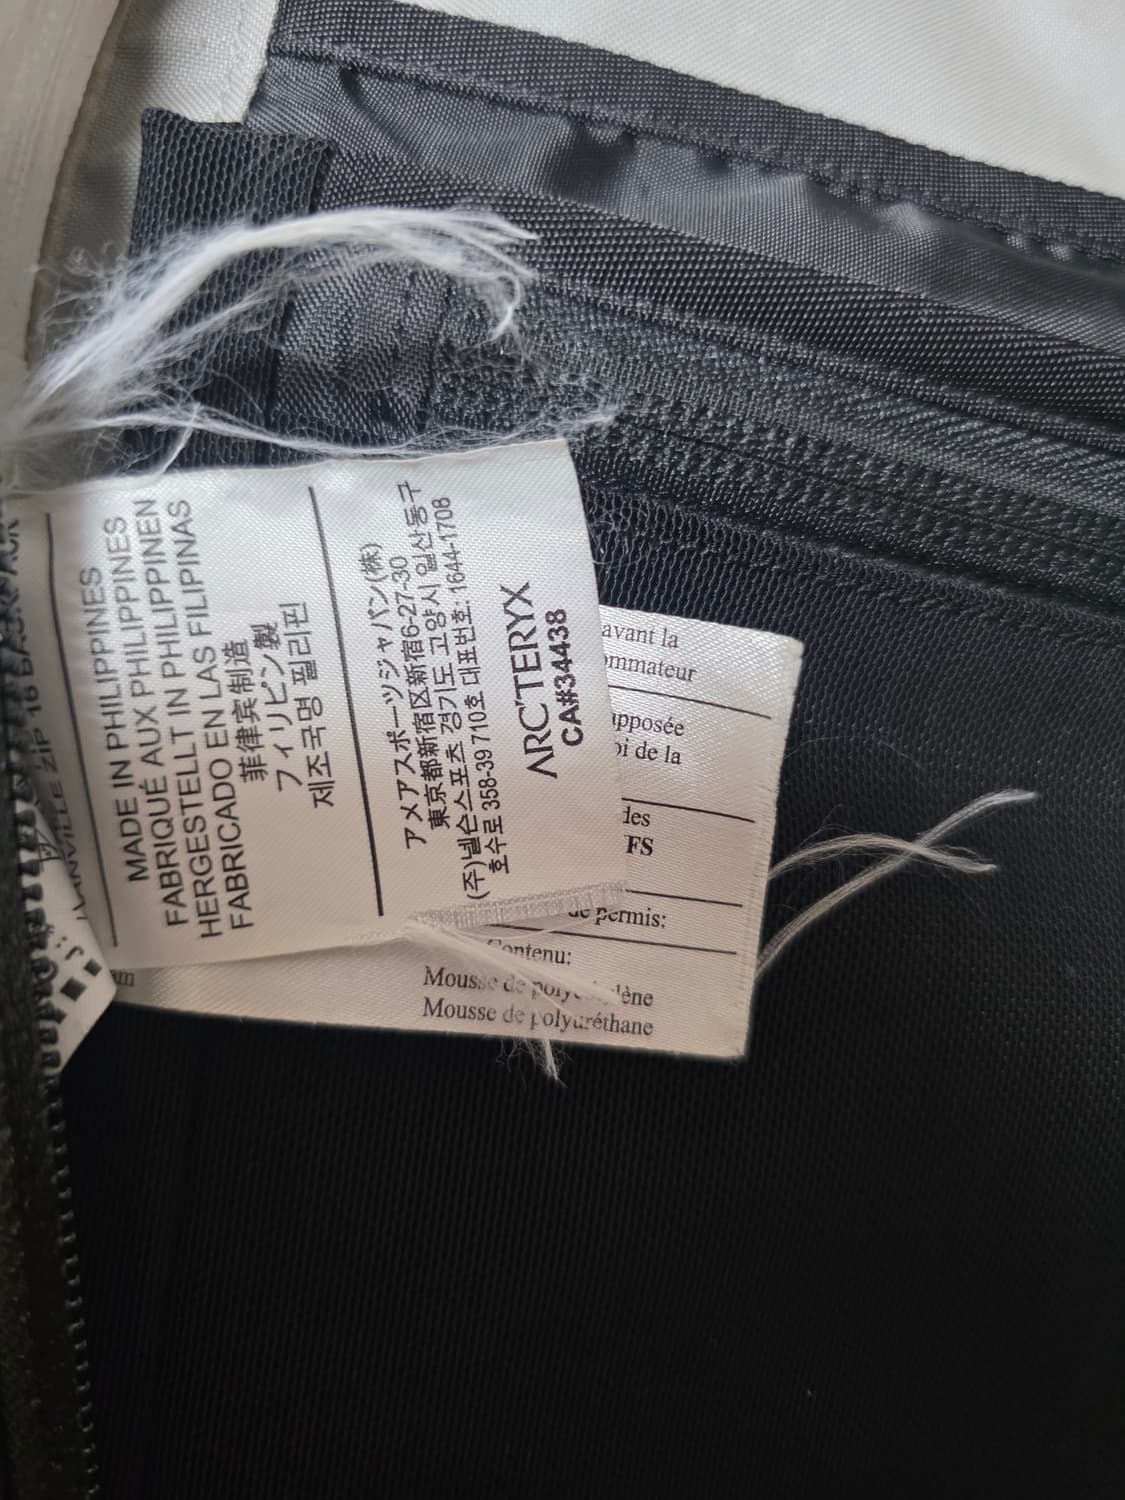 MADE IN PHILIPPINES
FABRIQUÉ AUX PHILIPPINES
HERGESTELLT IN PHILIPPINEN
FABRICADO EN LAS FILIPINAS
菲律宾制造
フィリピン製
제조국명 필리핀
アメアスポーツジャパン(株)
東京都新宿区新宿6-27-30
(주)넬슨스포츠 경기도 고양시 일산동구
호수로 358-39 710호 대표번호: 1644-1708
ARC'TERYX
CA#34438
avant la
ommateur
pposée
oi de la
des
FS
de permis:
Contenu:
Mousse de
Mousse de polyuréthane